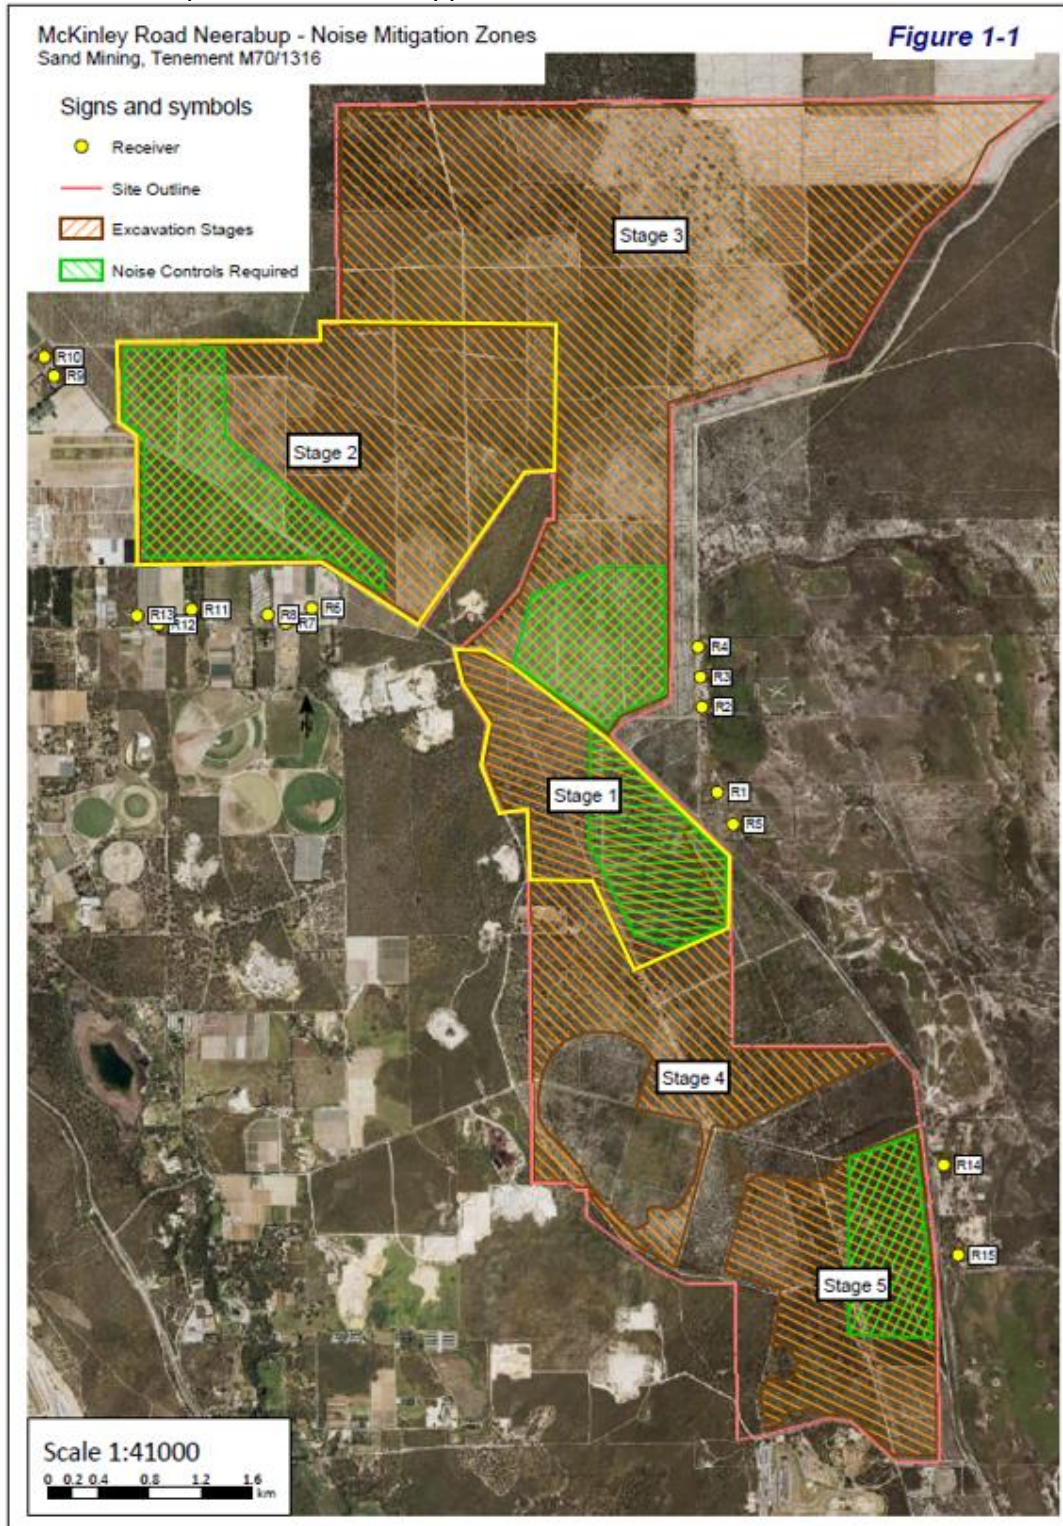 McKinley Road Neerabup - Noise Mitigation Zones
Sand Mining, Tenement M70/1316
Figure 1-1
Signs and symbols
Receiver
Site Outline
Excavation Stages
Noise Controls Required
Stage 3
R10
R9
Stage 2
R13
R12
R11
R8
R7
R6
R4
R3
R2
R1
R5
Stage 1
Stage 4
R14
R15
Stage 5
Scale 1:41000
0 0.2 0.4 0.8 1.2 1.6
km